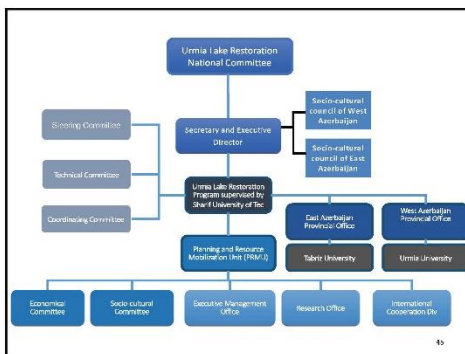 Urmia Lake Restoration
National Committee
Secretary and Executive
Director
Socio-cultural
council of West
Azerbaijan
Socio-cultural
council of East
Azerbaijan
Steering Committee
Technical Committee
Coordinating Committee
Urmia Lake Restoration
Program supervised by
Sharif University of Tec
East Azerbaijan
Provincial Office
West Azerbaijan
Provincial Office
Planning and Resource
Mobilization Unit (PRMU)
Tabriz University
Urmia University
Economical
Committee
Socio-cultural
Committee
Executive Management
Office
Research Office
International
Cooperation Div
45